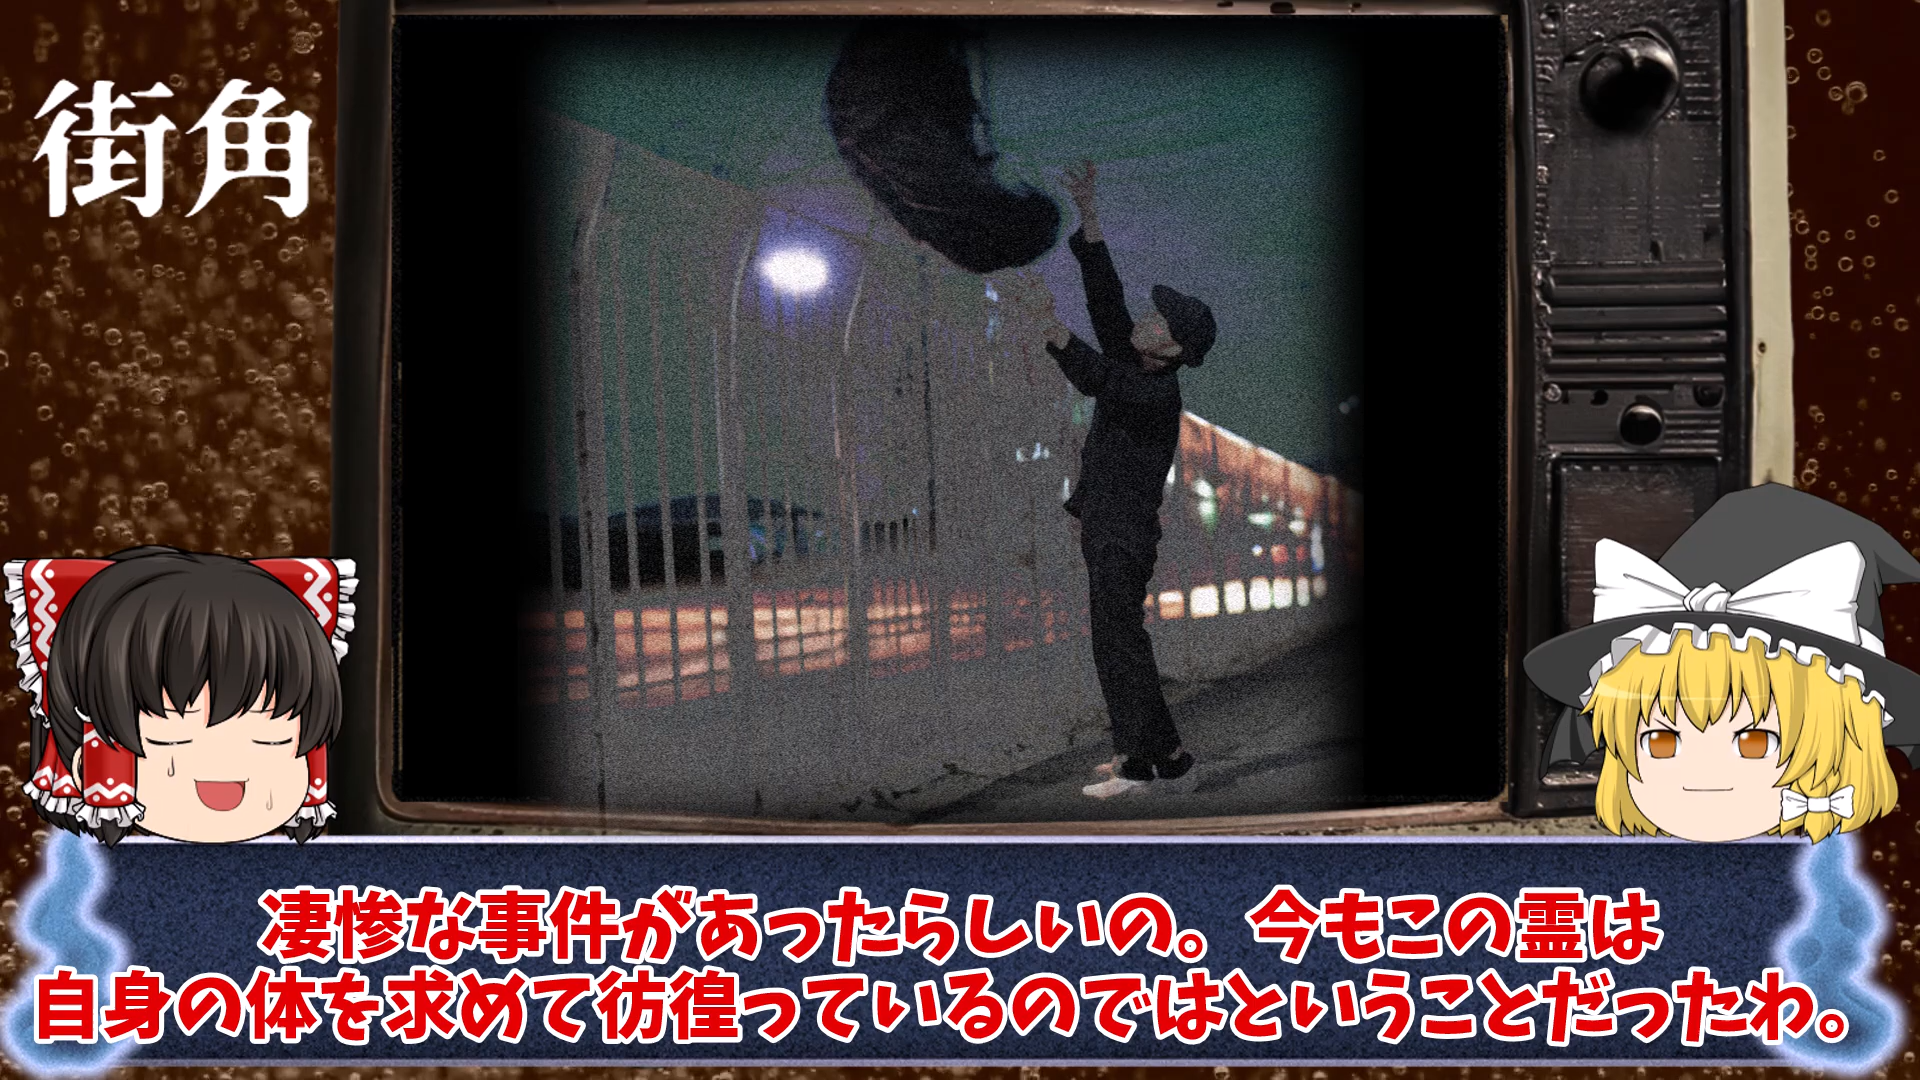 街角
凄惨な事件があったらしいの。今もこの霊は
自身の体を求めて彷徨っているのではということだったわ。